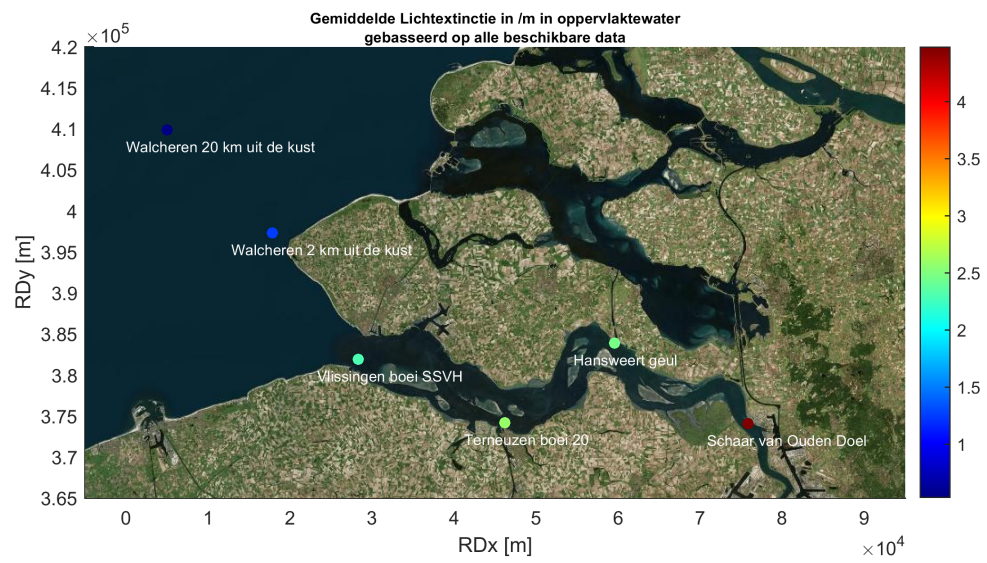 Gemiddelde Lichtextinctie in /m in oppervlaktewater
gebasseerd op alle beschikbare data
×10⁵
4.2
4.15
4.1
4.05
4
3.95
3.9
3.85
3.8
3.75
3.7
3.65
RDy [m]
Walcheren 20 km uit de kust
Walcheren 2 km uit de kust
Vlissingen boei SSVH
Hansweert geul
Terneuzen boei 20
Schaar van Ouden Doel
0 1 2 3 4 5 6 7 8 9
×10⁴
RDx [m]
4
3.5
3
2.5
2
1.5
1